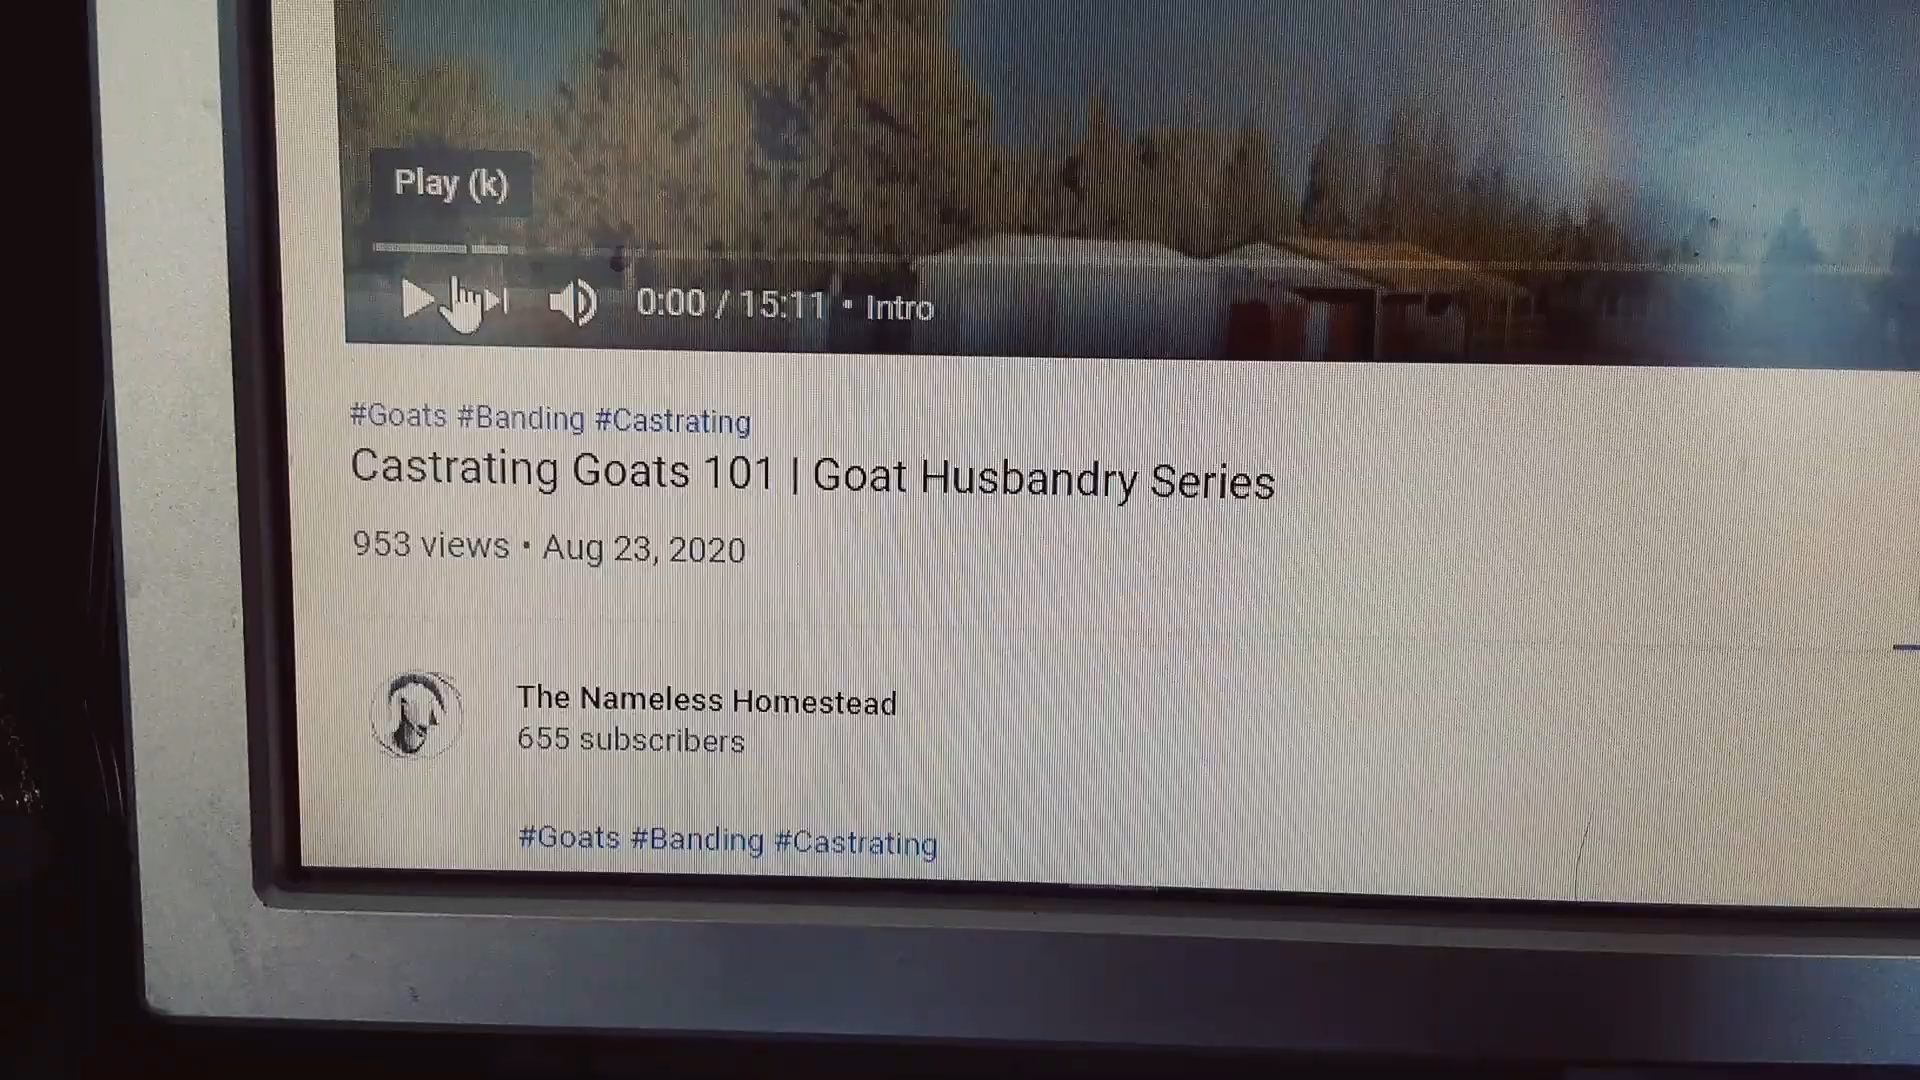 Play (k)
0:00 / 15:11 • Intro
#Goats #Banding #Castrating
Castrating Goats 101 | Goat Husbandry Series
953 views • Aug 23, 2020
The Nameless Homestead
655 subscribers
#Goats #Banding #Castrating